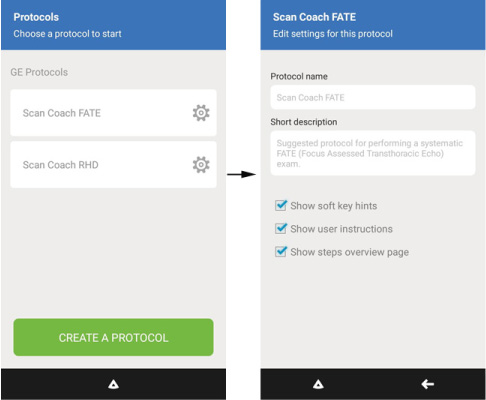 Protocols
Choose a protocol to start
GE Protocols
Scan Coach FATE
Scan Coach RHD
CREATE A PROTOCOL
Scan Coach FATE
Edit settings for this protocol
Protocol name
Scan Coach FATE
Short description
Suggested protocol for performing a systematic
FATE (Focus Assessed Transthoracic Echo)
exam.
Show soft key hints
Show user instructions
Show steps overview page